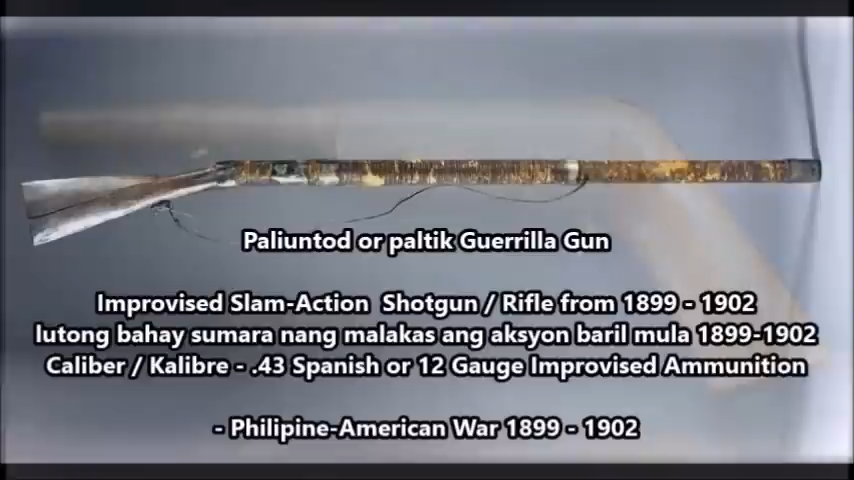 Paliuntod or paltik Guerrilla Gun
Improvised Slam-Action Shotgun / Rifle from 1899 - 1902
lutong bahay sumara nang malakas ang aksyon baril mula 1899-1902
Caliber / Kalibre - .43 Spanish or 12 Gauge Improvised Ammunition
- Philipine-American War 1899 - 1902